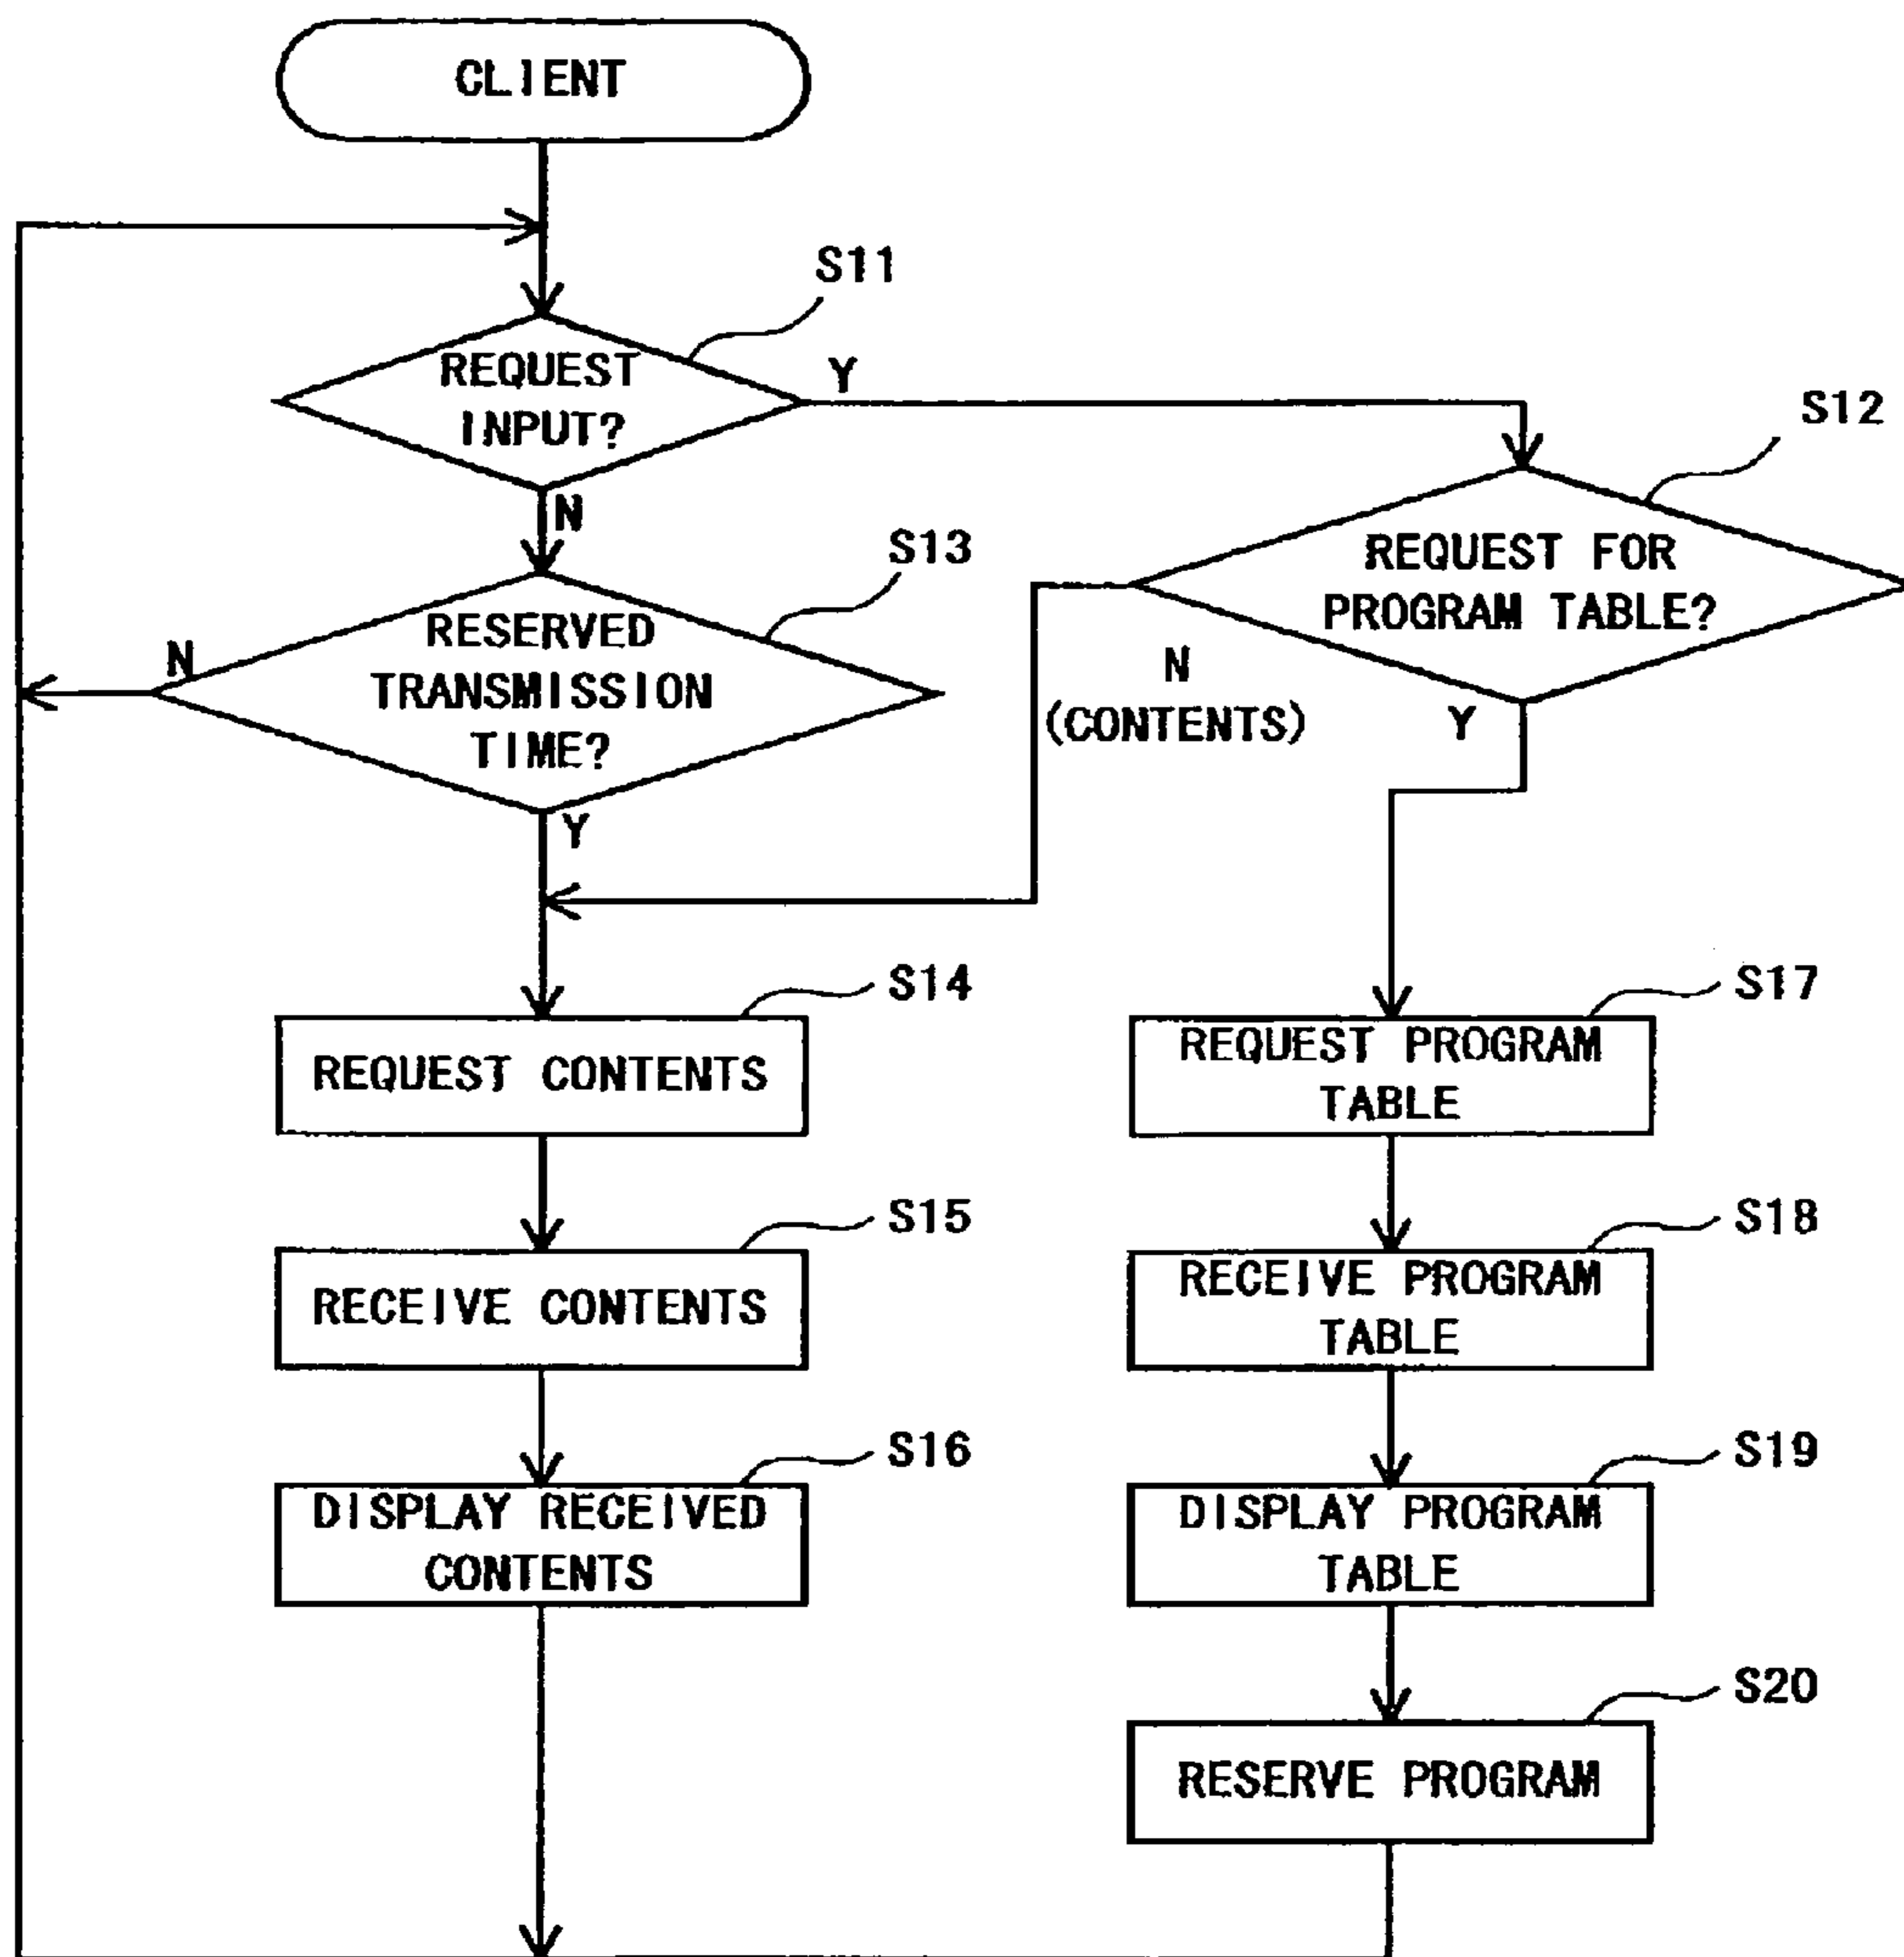 CLIENT
S11
REQUEST
INPUT?
Y
S12
N
S13
REQUEST FOR
PROGRAM TABLE?
RESERVED
TRANSMISSION
TIME?
N
N
(CONTENTS)
Y
Y
S14
REQUEST CONTENTS
S17
REQUEST PROGRAM
TABLE
S15
RECEIVE CONTENTS
S18
RECEIVE PROGRAM
TABLE
S16
DISPLAY RECEIVED
CONTENTS
S19
DISPLAY PROGRAM
TABLE
S20
RESERVE PROGRAM